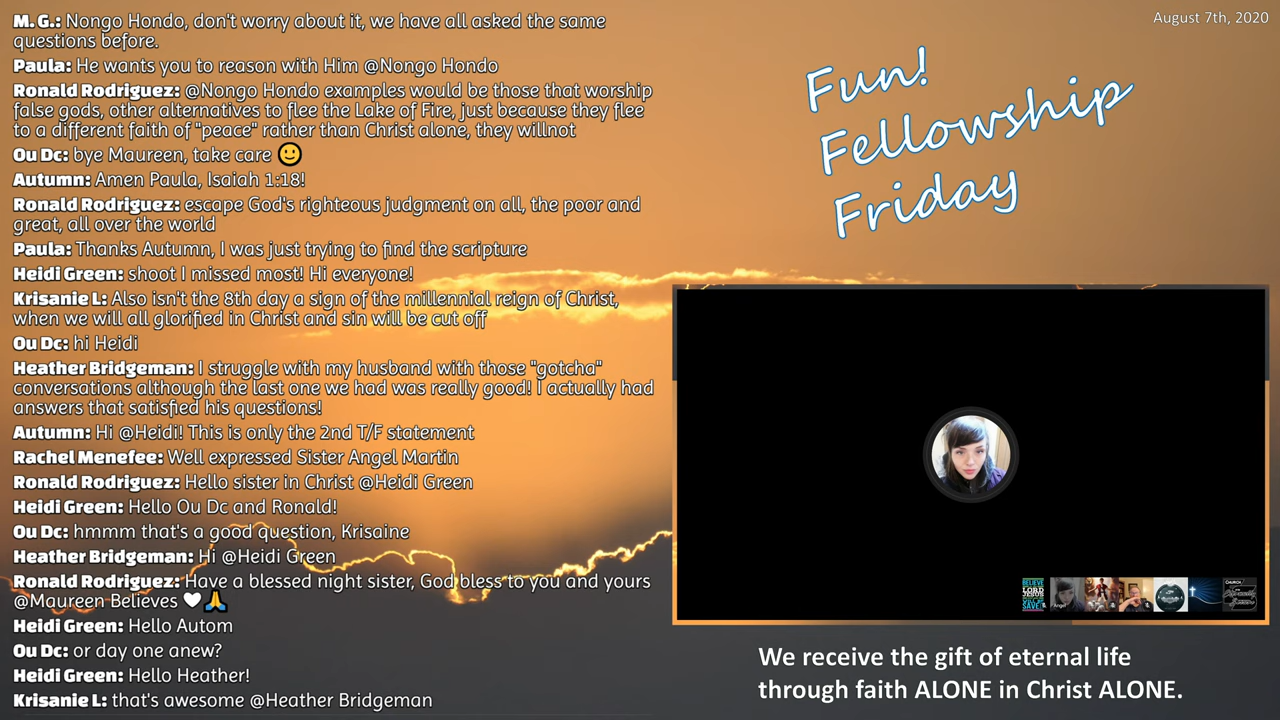 M. G.: Nongo Hondo, don't worry about it, we have all asked the same
questions before.
Paula: He wants you to reason with Him @Nongo Hondo
Ronald Rodriguez: @Nongo Hondo examples would be those that worship
false gods, other alternatives to flee the Lake of Fire, just because they flee
to a different faith of "peace" rather than Christ alone, they willnot
Ou Dc: bye Maureen, take care 🙂
Autumn: Amen Paula, Isaiah 1:18!
Ronald Rodriguez: escape God's righteous judgment on all, the poor and
great, all over the world
Paula: Thanks Autumn, I was just trying to find the scripture
Heidi Green: shoot I missed most! Hi everyone!
Krisanie L: Also isn't the 8th day a sign of the millennial reign of Christ,
when we will all glorified in Christ and sin will be cut off
Ou Dc: hi Heidi
Heather Bridgeman: I struggle with my husband with those "gotcha"
conversations although the last one we had was really good! I actually had
answers that satisfied his questions!
Autumn: Hi @Heidi! This is only the 2nd T/F statement
Rachel Menefee: Well expressed Sister Angel Martin
Ronald Rodriguez: Hello sister in Christ @Heidi Green
Heidi Green: Hello Ou Dc and Ronald!
Ou Dc: hmmm that's a good question, Krisaine
Heather Bridgeman: Hi @Heidi Green
Ronald Rodriguez: Have a blessed night sister, God bless to you and yours
@Maureen Believes 🤍🙏
Heidi Green: Hello Autom
Ou Dc: or day one anew?
Heidi Green: Hello Heather!
Krisanie L: that's awesome @Heather Bridgeman
August 7th, 2020
Fun!
Fellowship
Friday
BELIEVE
LORD
JESUS
SAVE!
Angel
CHURCH
We receive the gift of eternal life
through faith ALONE in Christ ALONE.